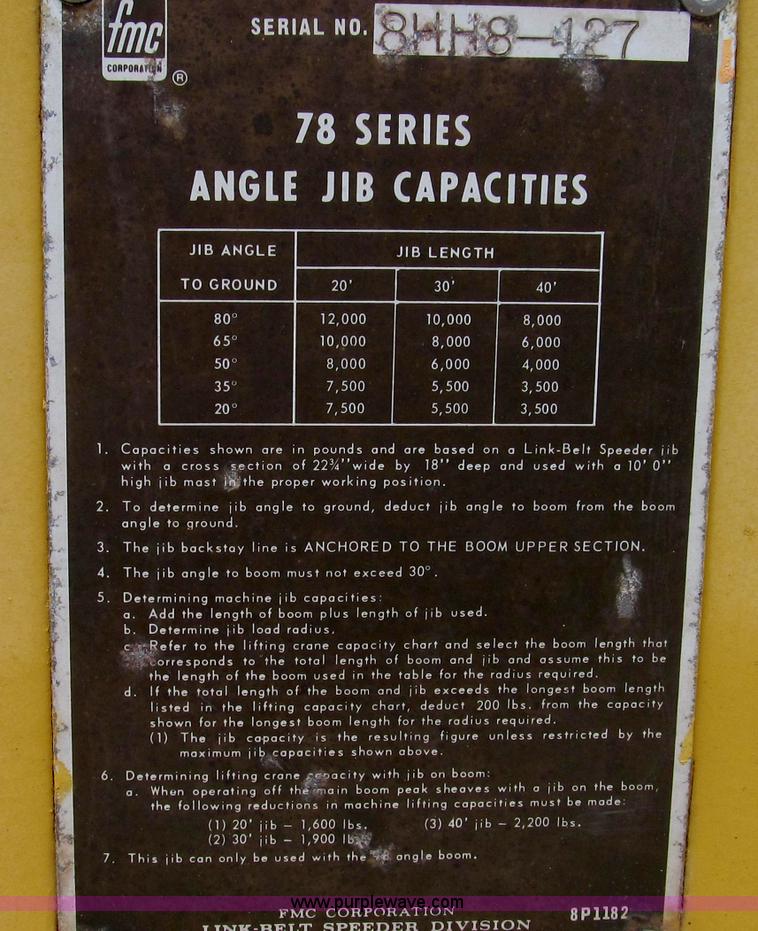 fmc
CORPORATION
®
SERIAL NO. 8HH8-427
78 SERIES
ANGLE JIB CAPACITIES
JIB ANGLE TO GROUND
JIB LENGTH
20' 30' 40'
80° 12,000 10,000 8,000
65° 10,000 8,000 6,000
50° 8,000 6,000 4,000
35° 7,500 5,500 3,500
20° 7,500 5,500 3,500
1. Capacities shown are in pounds and are based on a Link-Belt Speeder jib
with a cross section of 22¾'' wide by 18'' deep and used with a 10' 0''
high jib mast in the proper working position.
2. To determine jib angle to ground, deduct jib angle to boom from the boom
angle to ground.
3. The jib backstay line is ANCHORED TO THE BOOM UPPER SECTION.
4. The jib angle to boom must not exceed 30°.
5. Determining machine jib capacities:
a. Add the length of boom plus length of jib used.
b. Determine jib load radius.
c. Refer to the lifting crane capacity chart and select the boom length that
corresponds to the total length of boom and jib and assume this to be
the length of the boom used in the table for the radius required.
d. If the total length of the boom and jib exceeds the longest boom length
listed in the lifting capacity chart, deduct 200 lbs. from the capacity
shown for the longest boom length for the radius required.
(1) The jib capacity is the resulting figure unless restricted by the
maximum jib capacities shown above.
6. Determining lifting crane capacity with jib on boom:
a. When operating off the main boom peak sheaves with a jib on the boom,
the following reductions in machine lifting capacities must be made:
(1) 20' jib – 1,600 lbs. (3) 40' jib – 2,200 lbs.
(2) 30' jib – 1,900 lbs.
7. This jib can only be used with the angle boom.
www.purplewave.com
FMC CORPORATION 8P1182
LINK-BELT SPEEDER DIVISION